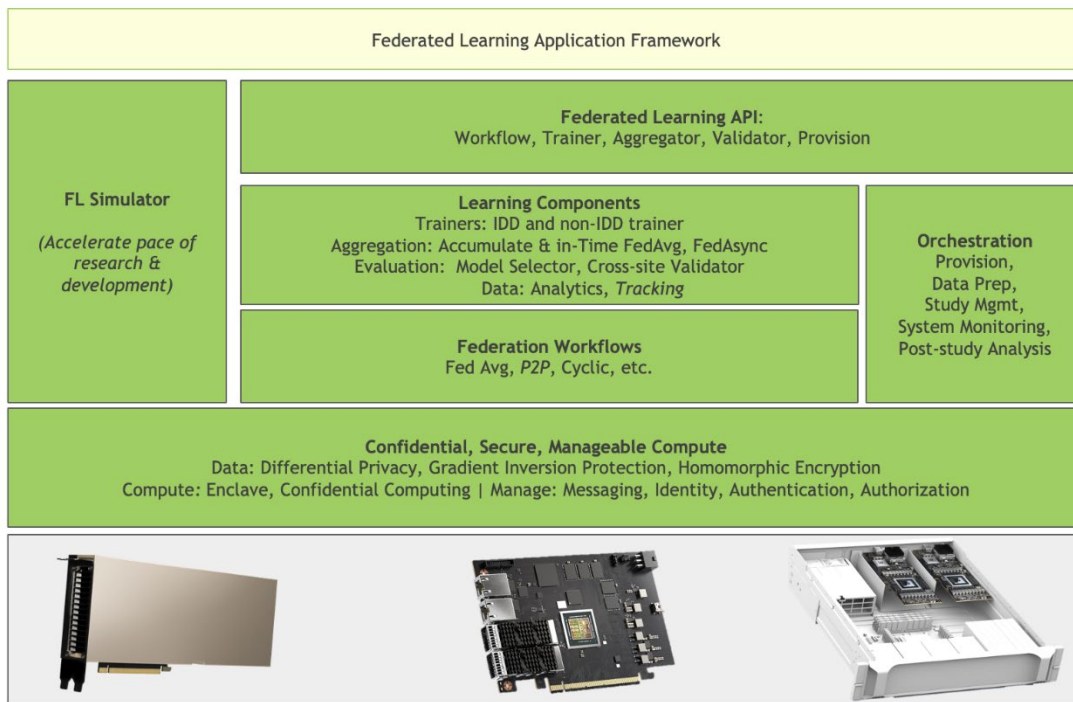 Federated Learning Application Framework
Federated Learning API:
Workflow, Trainer, Aggregator, Validator, Provision
FL Simulator
(Accelerate pace of
research &
development)
Learning Components
Trainers: IDD and non-IDD trainer
Aggregation: Accumulate & in-Time FedAvg, FedAsync
Evaluation: Model Selector, Cross-site Validator
Data: Analytics, Tracking
Orchestration
Provision,
Data Prep,
Study Mgmt,
System Monitoring,
Post-study Analysis
Federation Workflows
Fed Avg, P2P, Cyclic, etc.
Confidential, Secure, Manageable Compute
Data: Differential Privacy, Gradient Inversion Protection, Homomorphic Encryption
Compute: Enclave, Confidential Computing | Manage: Messaging, Identity, Authentication, Authorization